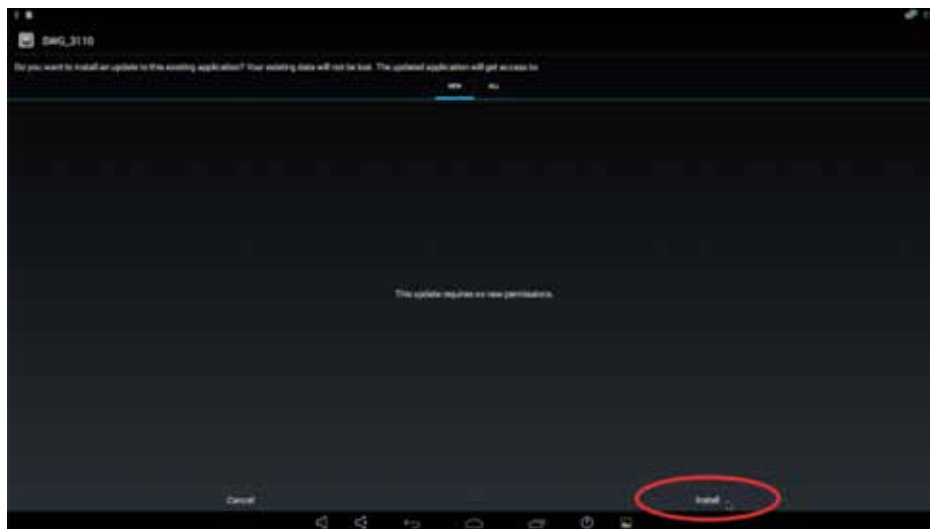 SWG_3110
Do you want to install an update to this existing application? Your existing data will not be lost. The updated application will get access to:
NEW ALL
This update requires no new permissions.
Cancel Install